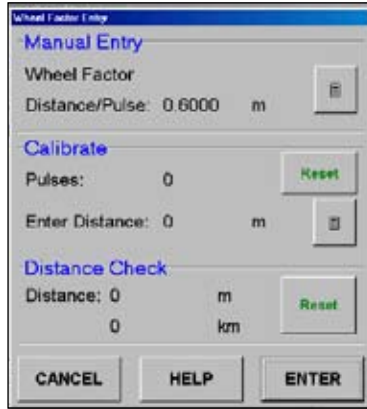 Wheel Factor Entry
Manual Entry
Wheel Factor
Distance/Pulse: 0.6000 m
Calibrate
Pulses: 0 Reset
Enter Distance: 0 m
Distance Check
Distance: 0 m
Reset
0 km
CANCEL HELP ENTER